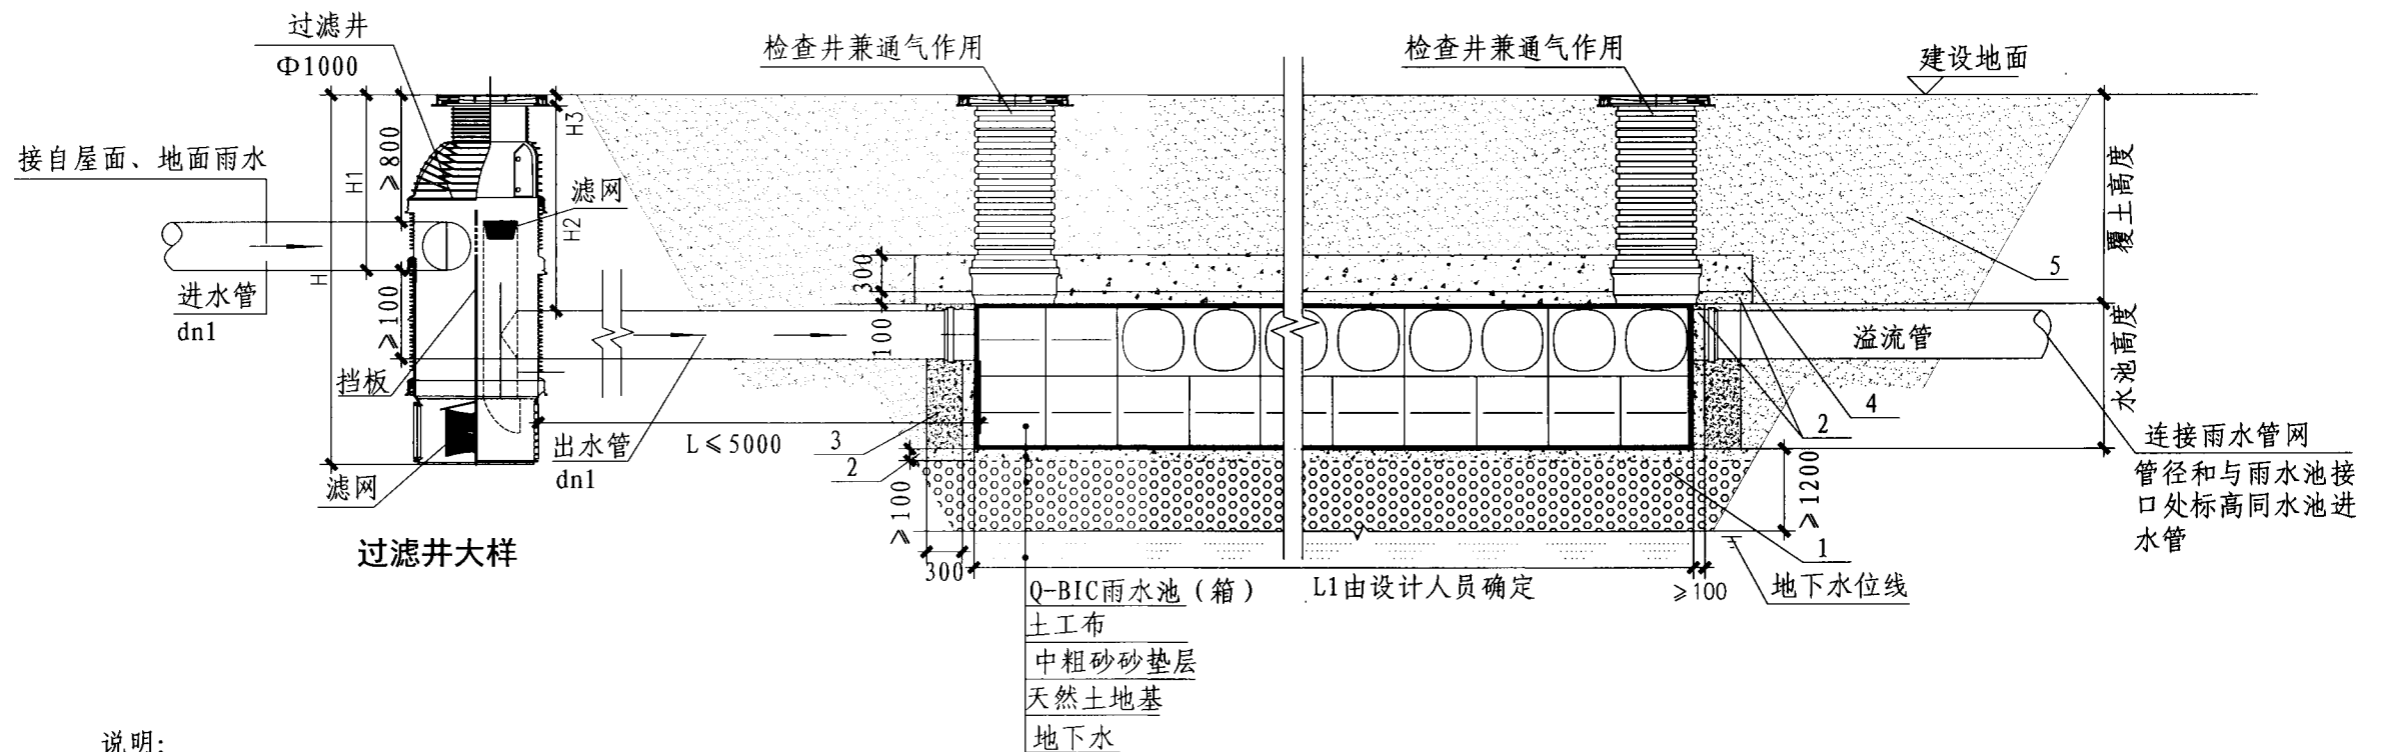 过滤井
Φ1000
检查井兼通气作用
检查井兼通气作用
建设地面
接自屋面、地面雨水
H
H1
≥800
≥100
H3
H2
滤网
进水管
dn1
挡板
滤网
出水管
dn1
L≤5000
过滤井大样
300
100
3
2
≥100
300
覆土高度
水池高度
5
溢流管
4
2
≥1200
1
连接雨水管网
管径和与雨水池接
口处标高同水池进
水管
地下水位线
≥100
L1由设计人员确定
Q-BIC雨水池（箱）
土工布
中粗砂砂垫层
天然土地基
地下水
说明: